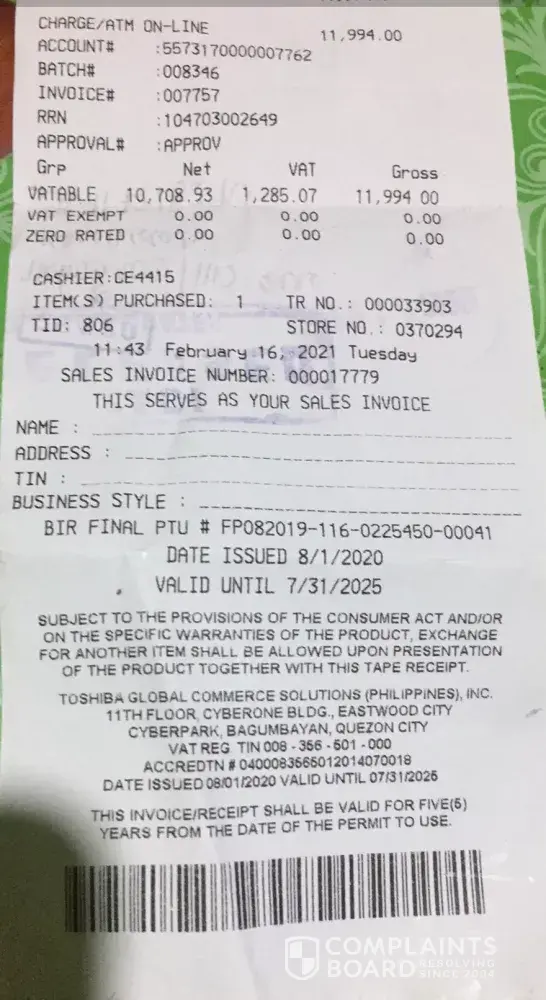 CHARGE/ATM ON-LINE 11,994.00
ACCOUNT# :5573170000007762
BATCH# :008346
INVOICE# :007757
RRN :104703002649
APPROVAL# :APPROV
Grp Net VAT Gross
VATABLE 10,708.93 1,285.07 11,994 00
VAT EXEMPT 0.00 0.00 0.00
ZERO RATED 0.00 0.00 0.00
CASHIER:CE4415
ITEM(S) PURCHASED: 1 TR NO.: 000033903
TID: 806 STORE NO.: 0370294
11:43 February 16, 2021 Tuesday
SALES INVOICE NUMBER: 000017779
THIS SERVES AS YOUR SALES INVOICE
NAME :
ADDRESS :
TIN :
BUSINESS STYLE :
BIR FINAL PTU # FP082019-116-0225450-00041
DATE ISSUED 8/1/2020
VALID UNTIL 7/31/2025
SUBJECT TO THE PROVISIONS OF THE CONSUMER ACT AND/OR
ON THE SPECIFIC WARRANTIES OF THE PRODUCT, EXCHANGE
FOR ANOTHER ITEM SHALL BE ALLOWED UPON PRESENTATION
OF THE PRODUCT TOGETHER WITH THIS TAPE RECEIPT.
TOSHIBA GLOBAL COMMERCE SOLUTIONS (PHILIPPINES), INC.
11TH FLOOR, CYBERONE BLDG., EASTWOOD CITY
CYBERPARK, BAGUMBAYAN, QUEZON CITY
VAT REG. TIN 008 - 356 - 501 - 000
ACCREDTN # 0400083565012014070018
DATE ISSUED 08/01/2020 VALID UNTIL 07/31/2025
THIS INVOICE/RECEIPT SHALL BE VALID FOR FIVE(5)
YEARS FROM THE DATE OF THE PERMIT TO USE.
COMPLAINTS
BOARD RESOLVING SINCE 2004